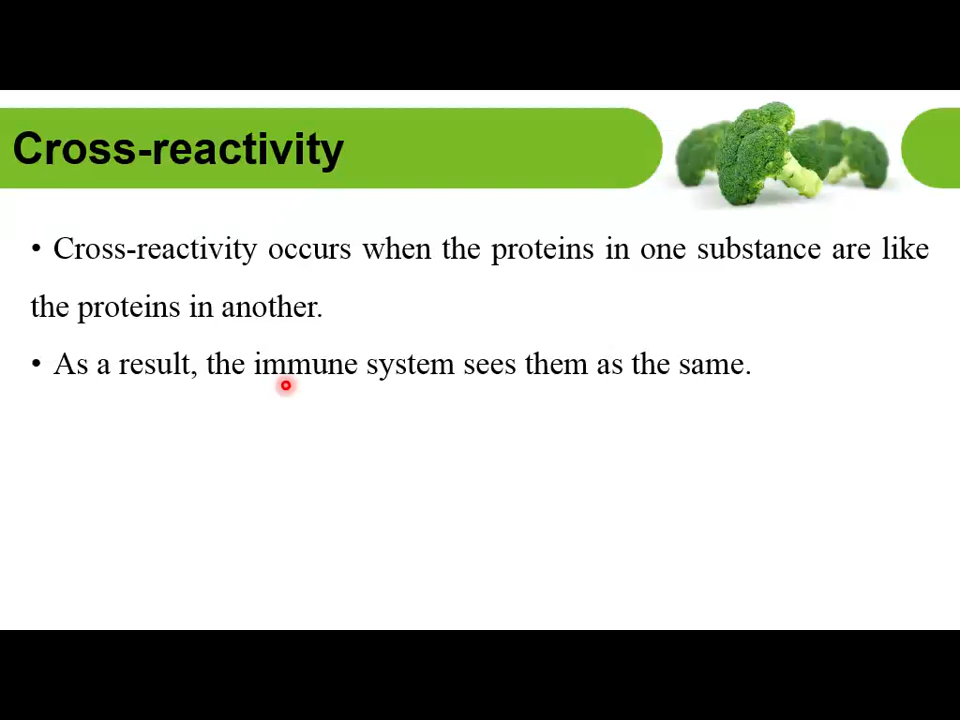 Cross-reactivity
• Cross-reactivity occurs when the proteins in one substance are like
the proteins in another.
• As a result, the immune system sees them as the same.